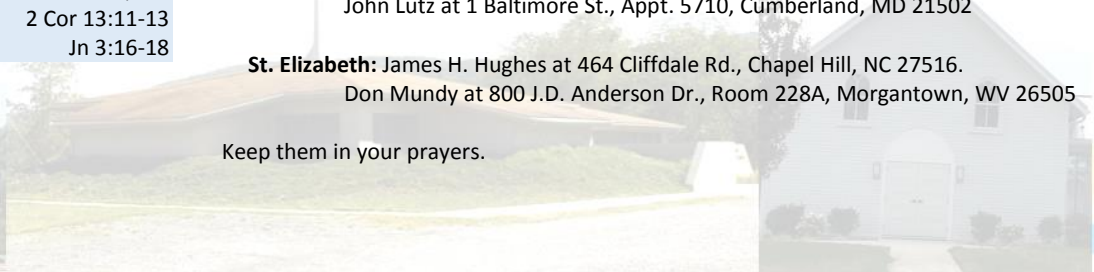 2 Cor 13:11-13
Jn 3:16-18
John Lutz at 1 Baltimore St., Appt. 5710, Cumberland, MD 21502
St. Elizabeth: James H. Hughes at 464 Cliffdale Rd., Chapel Hill, NC 27516.
Don Mundy at 800 J.D. Anderson Dr., Room 228A, Morgantown, WV 26505
Keep them in your prayers.